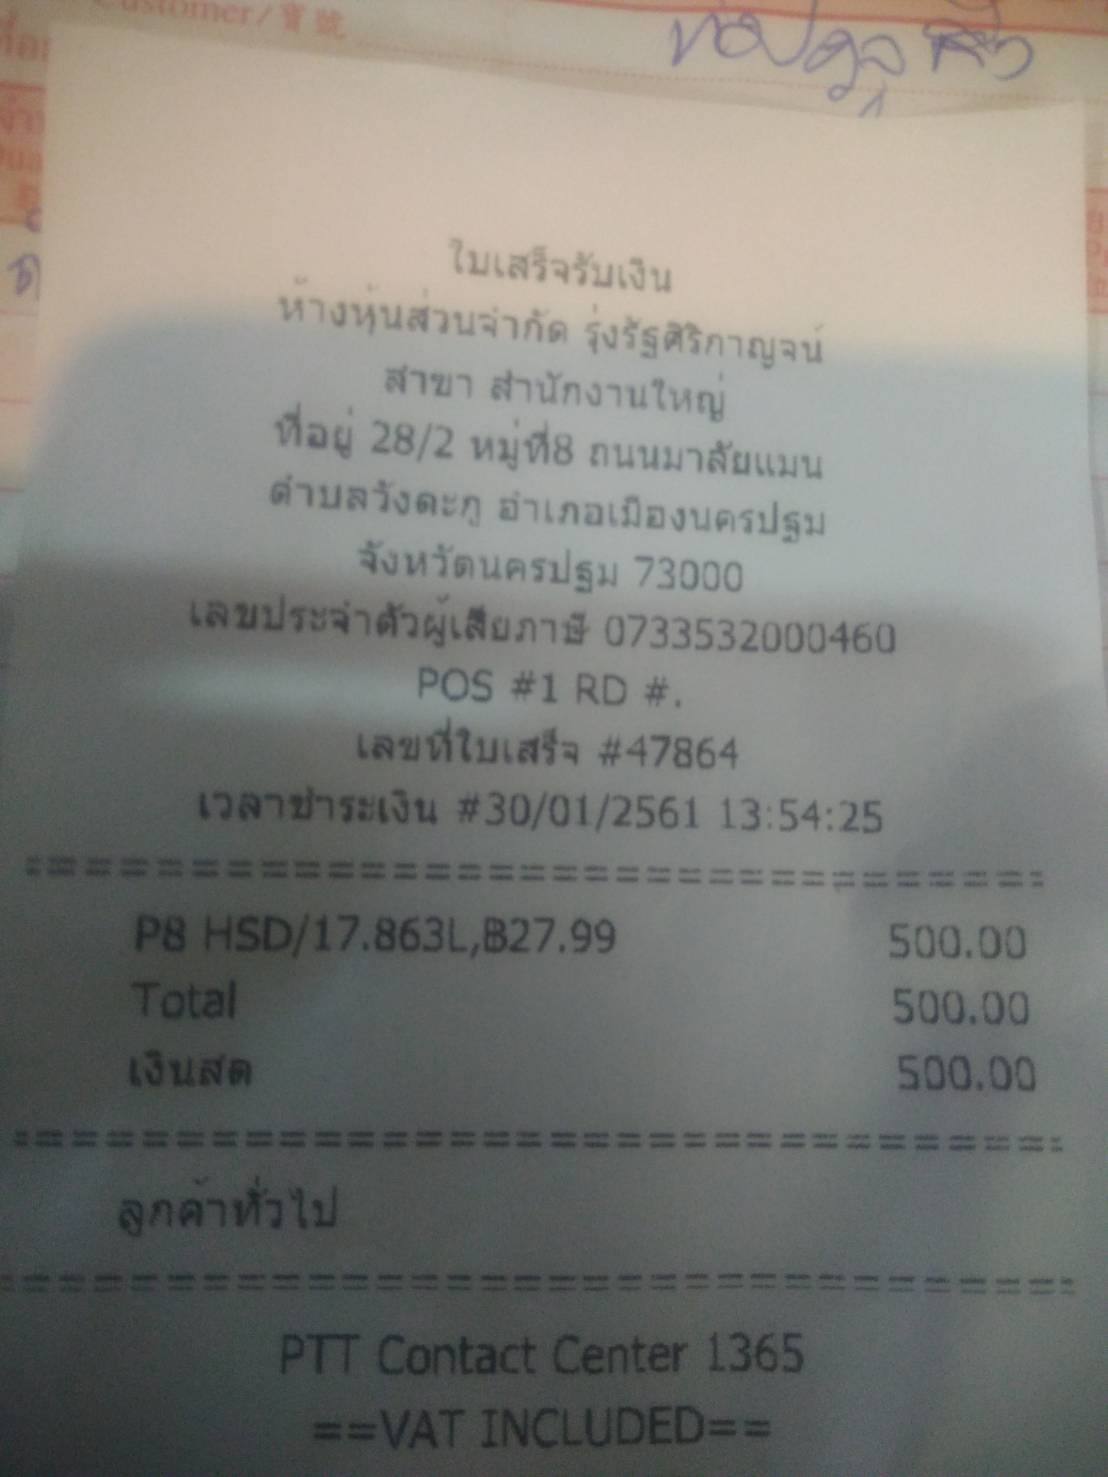 Customer/寶號
ใบเสร็จรับเงิน
ห้างหุ้นส่วนจำกัด รุ่งรัฐศิริกาญจน์
สาขา สำนักงานใหญ่
ที่อยู่ 28/2 หมู่ที่8 ถนนมาลัยแมน
ตำบลวังตะกู อำเภอเมืองนครปฐม
จังหวัดนครปฐม 73000
เลขประจำตัวผู้เสียภาษี 0733532000460
POS #1 RD #.
เลขที่ใบเสร็จ #47864
เวลาชำระเงิน #30/01/2561 13:54:25
P8 HSD/17.863L,B27.99 500.00
Total 500.00
เงินสด 500.00
ลูกค้าทั่วไป
PTT Contact Center 1365
==VAT INCLUDED==